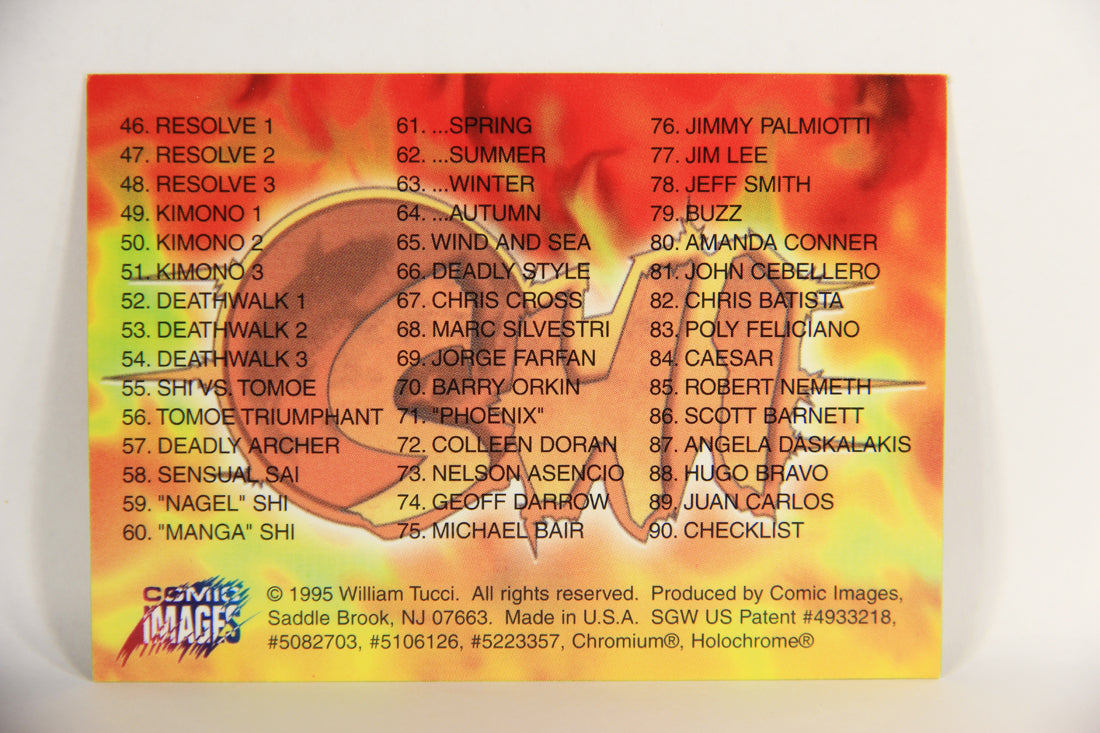 46. RESOLVE 1
47. RESOLVE 2
48. RESOLVE 3
49. KIMONO 1
50. KIMONO 2
51. KIMONO 3
52. DEATHWALK 1
53. DEATHWALK 2
54. DEATHWALK 3
55. SHI VS. TOMOE
56. TOMOE TRIUMPHANT
57. DEADLY ARCHER
58. SENSUAL SAI
59. "NAGEL" SHI
60. "MANGA" SHI
61. ...SPRING
62. ...SUMMER
63. ...WINTER
64. ...AUTUMN
65. WIND AND SEA
66. DEADLY STYLE
67. CHRIS CROSS
68. MARC SILVESTRI
69. JORGE FARFAN
70. BARRY ORKIN
71. "PHOENIX"
72. COLLEEN DORAN
73. NELSON ASENCIO
74. GEOFF DARROW
75. MICHAEL BAIR
76. JIMMY PALMIOTTI
77. JIM LEE
78. JEFF SMITH
79. BUZZ
80. AMANDA CONNER
81. JOHN CEBELLERO
82. CHRIS BATISTA
83. POLY FELICIANO
84. CAESAR
85. ROBERT NEMETH
86. SCOTT BARNETT
87. ANGELA DASKALAKIS
88. HUGO BRAVO
89. JUAN CARLOS
90. CHECKLIST
SHI
COMIC
IMAGES
© 1995 William Tucci. All rights reserved. Produced by Comic Images,
Saddle Brook, NJ 07663. Made in U.S.A. SGW US Patent #4933218,
#5082703, #5106126, #5223357, Chromium®, Holochrome®